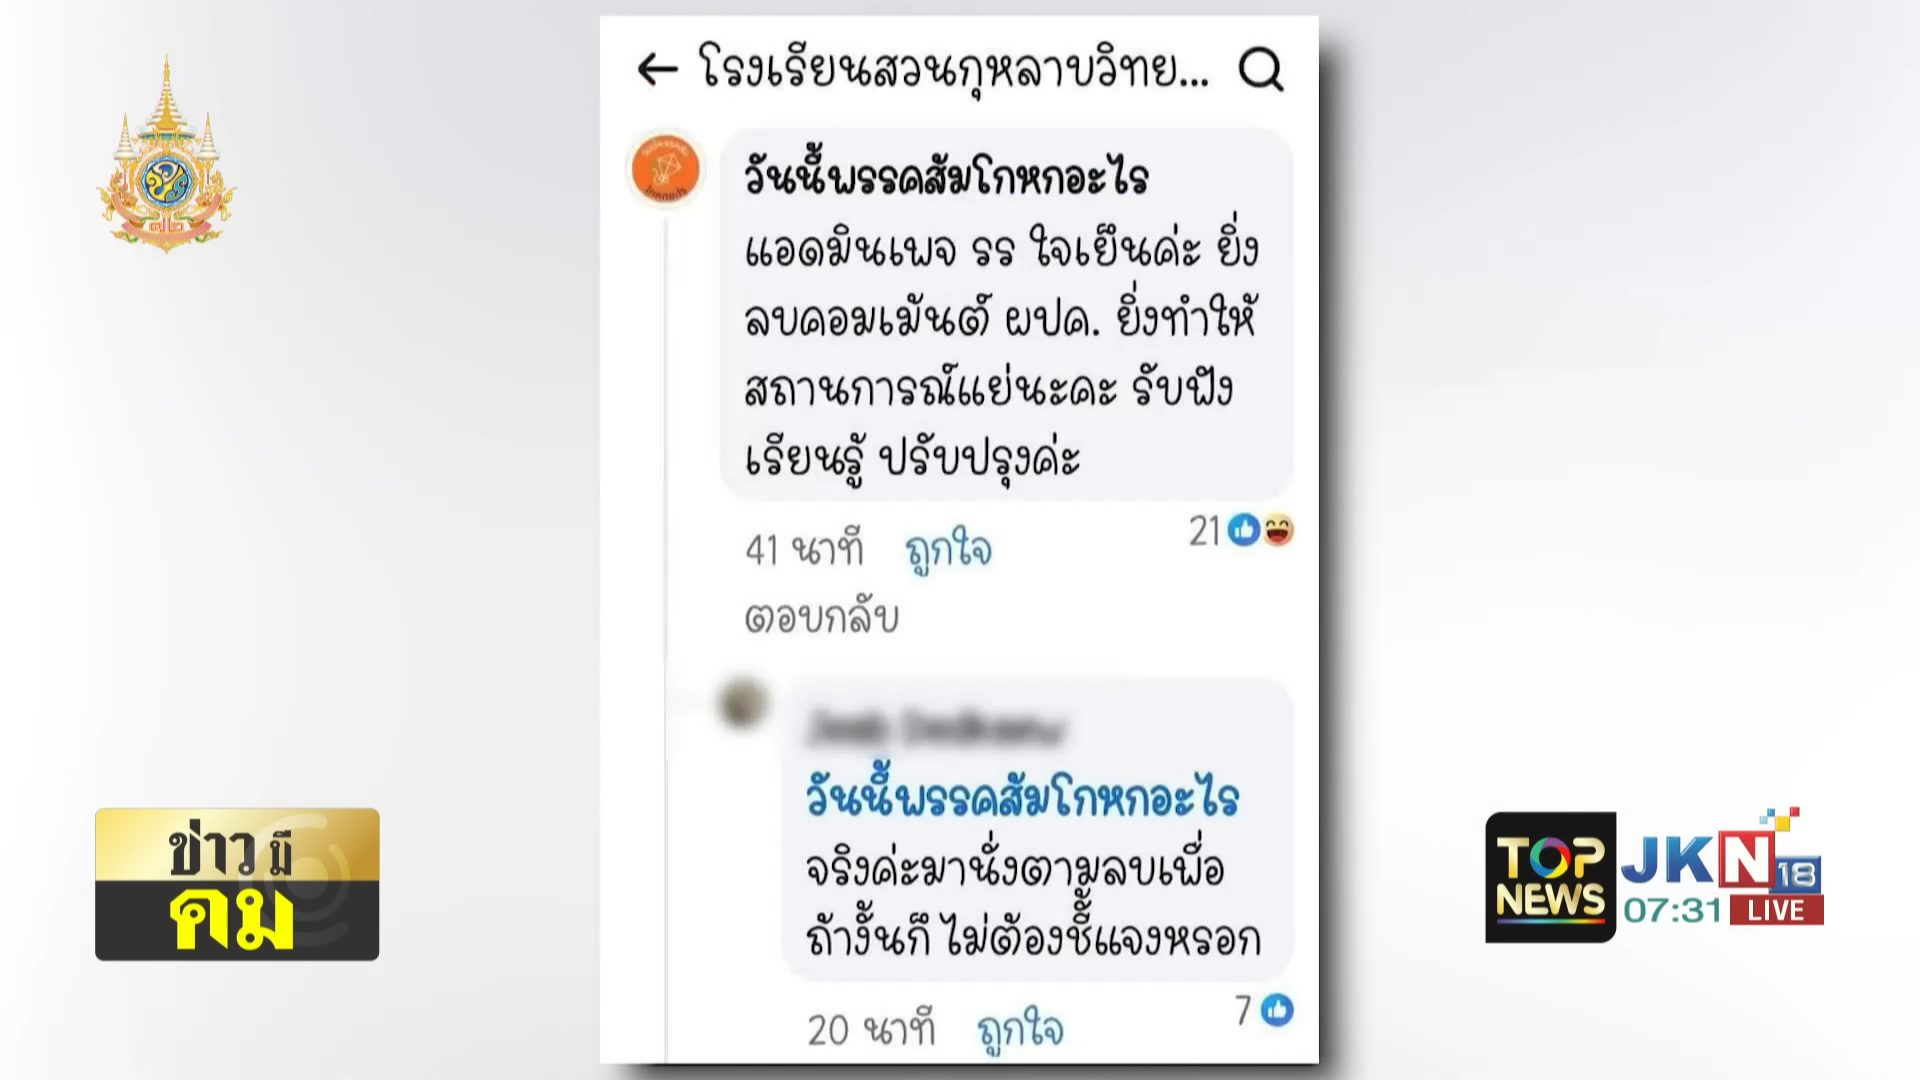 โรงเรียนสวนกุหลาบวิทย...
วันนี้พรรคส้มโกหกอะไร
แอดมินเพจ รร ใจเย็นค่ะ ยิ่ง
ลบคอมเม้นต์ ผปค. ยิ่งทำให้
สถานการณ์แย่นะคะ รับฟัง
เรียนรู้ ปรับปรุงค่ะ
41 นาที ถูกใจ 21
ตอบกลับ
วันนี้พรรคส้มโกหกอะไร
จริงค่ะมานั่งตามลบเพื่อ
ถ้างั้นก็ ไม่ต้องชี้แจงหรอก
20 นาที ถูกใจ 7
ข่าวมี
คม
TOP
NEWS
JKN18
07:31 LIVE
๗๒